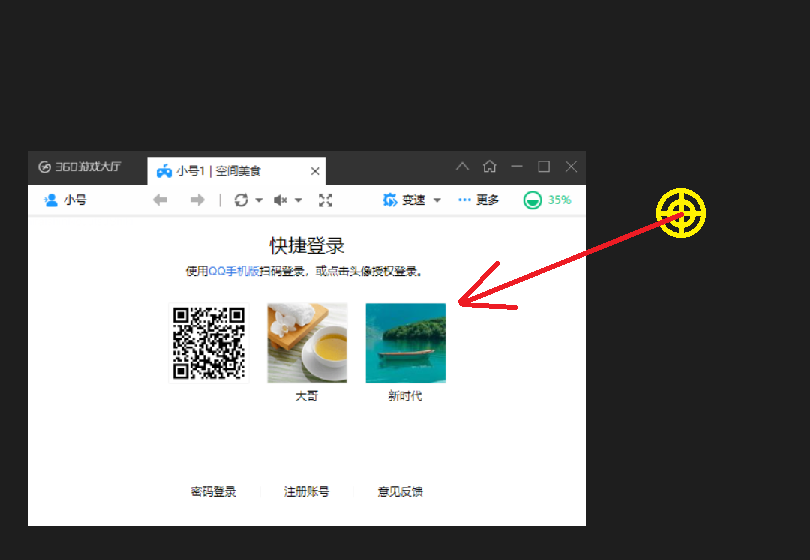 360游戏大厅
小号1 | 空间美食
小号
变速
更多
35%
快捷登录
使用QQ手机版扫码登录，或点击头像授权登录。
大哥
新时代
密码登录
注册账号
意见反馈